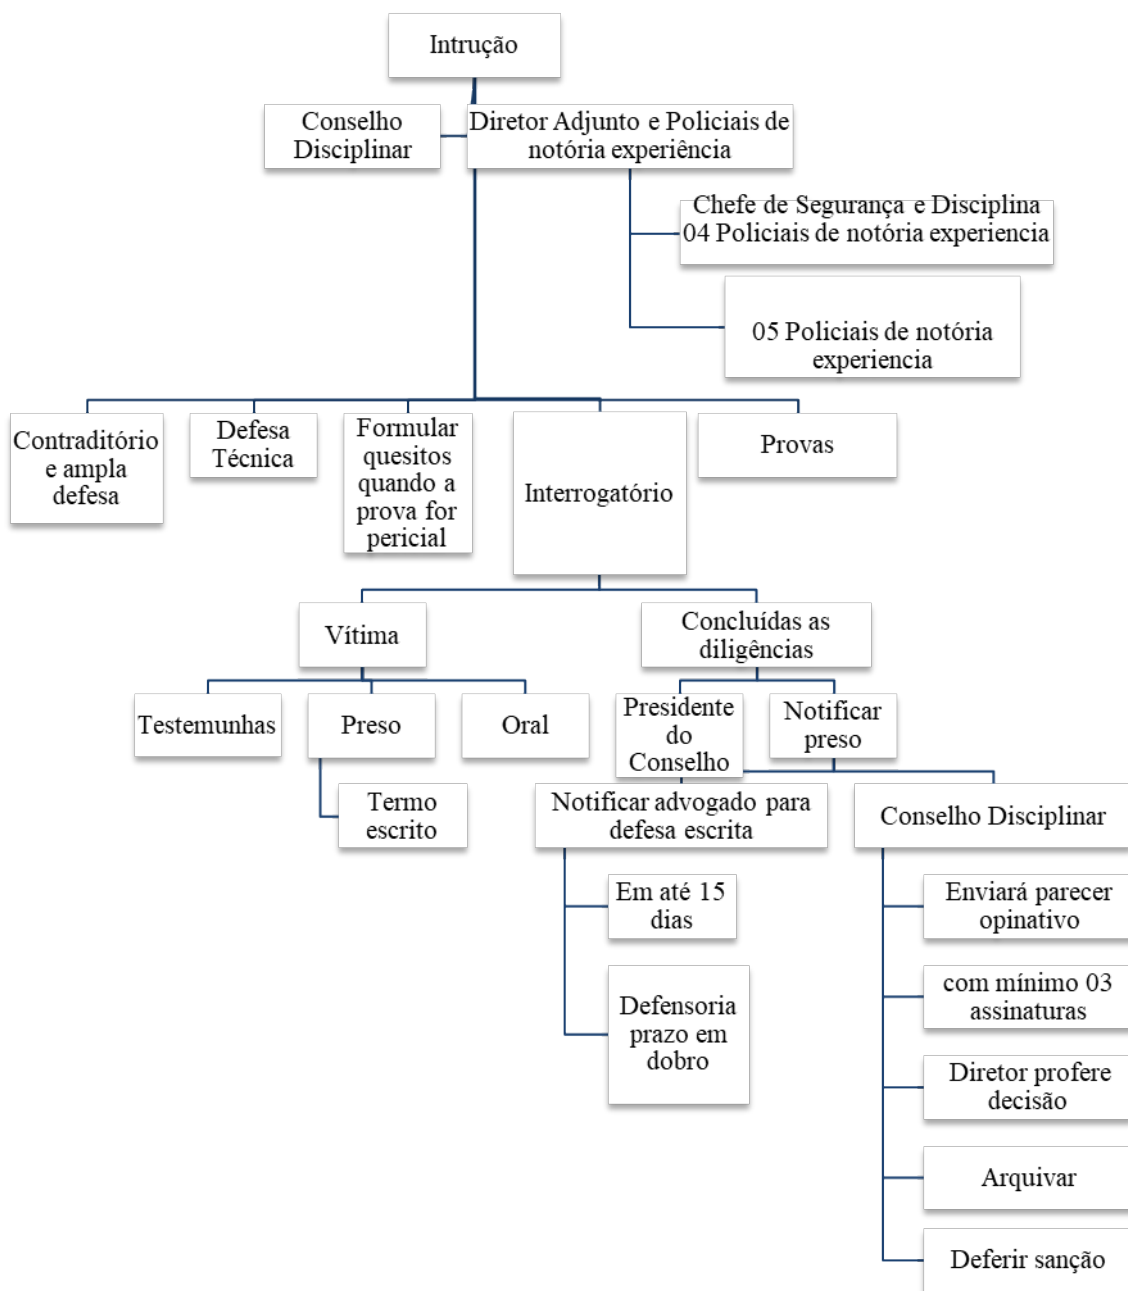 Intrução
Conselho
Disciplinar
Diretor Adjunto e Policiais de
notória experiência
Chefe de Segurança e Disciplina
04 Policiais de notória experiencia
05 Policiais de notória
experiencia
Contraditório
e ampla
defesa
Defesa
Técnica
Formular
quesitos
quando a
prova for
pericial
Interrogatório
Provas
Vítima
Concluídas as
diligências
Testemunhas
Preso
Oral
Presidente
do
Conselho
Notificar
preso
Termo
escrito
Notificar advogado para
defesa escrita
Conselho Disciplinar
Em até 15
dias
Defensoria
prazo em
dobro
Enviará parecer
opinativo
com mínimo 03
assinaturas
Diretor profere
decisão
Arquivar
Deferir sanção